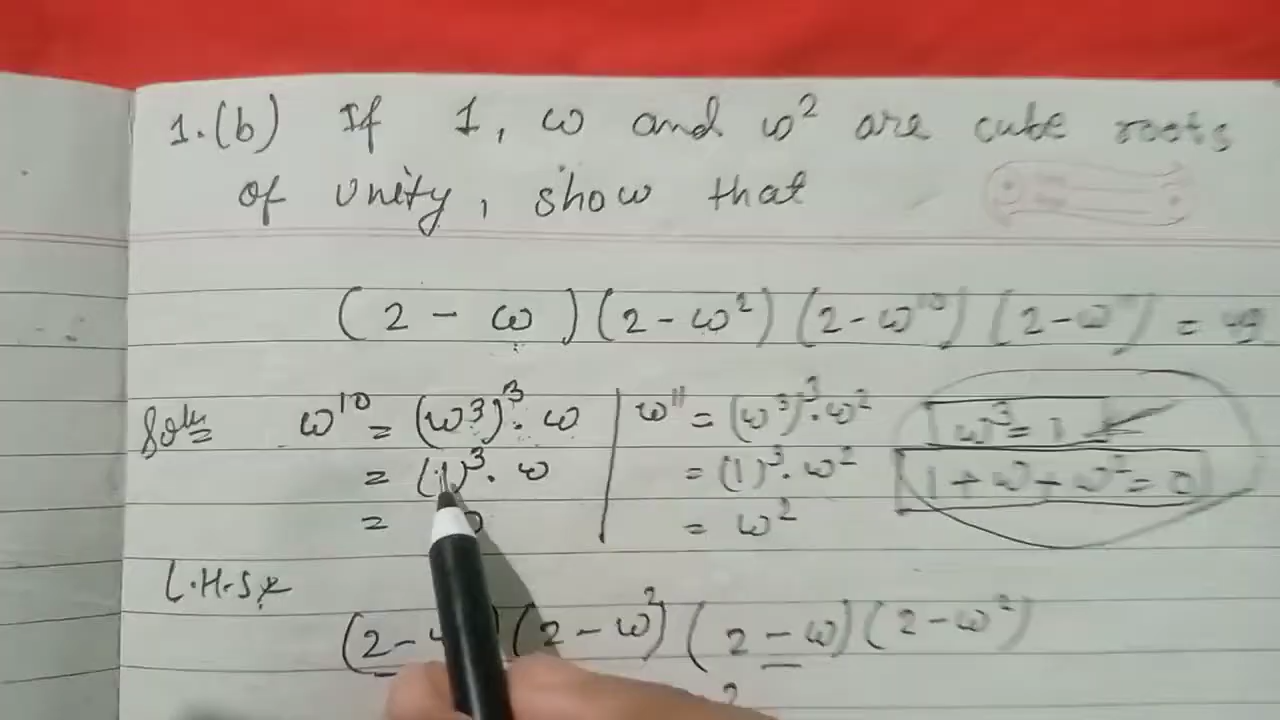 1.(b) If 1, ω and ω² are cube roots
of unity, show that
(2 - ω)(2-ω²)(2-ω¹⁰)(2-ω¹¹) = 49
Solⁿ ω¹⁰ = (ω³)³·ω
= (1)³·ω
=
ω¹¹ = (ω³)³·ω²
= (1)³·ω²
= ω²
ω³=1
1+ω+ω²=0
L.H.S
(2- )(2-ω²)(2-ω)(2-ω²)